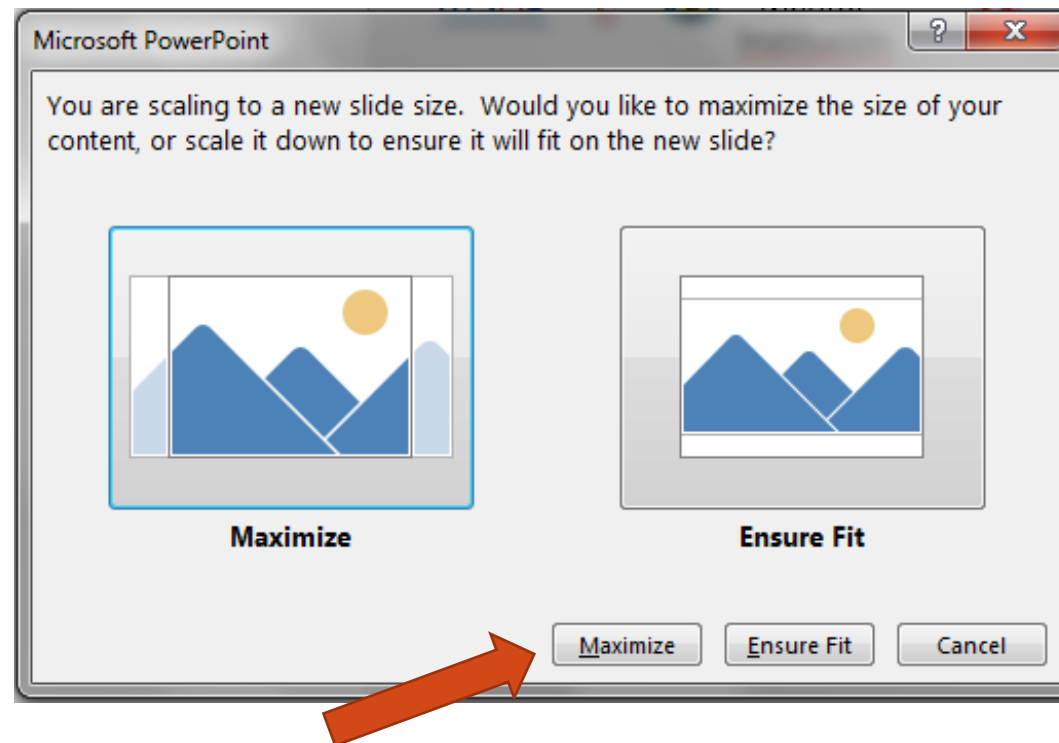 Microsoft PowerPoint
?
X
You are scaling to a new slide size. Would you like to maximize the size of your
content, or scale it down to ensure it will fit on the new slide?
Maximize
Ensure Fit
Maximize
Ensure Fit
Cancel